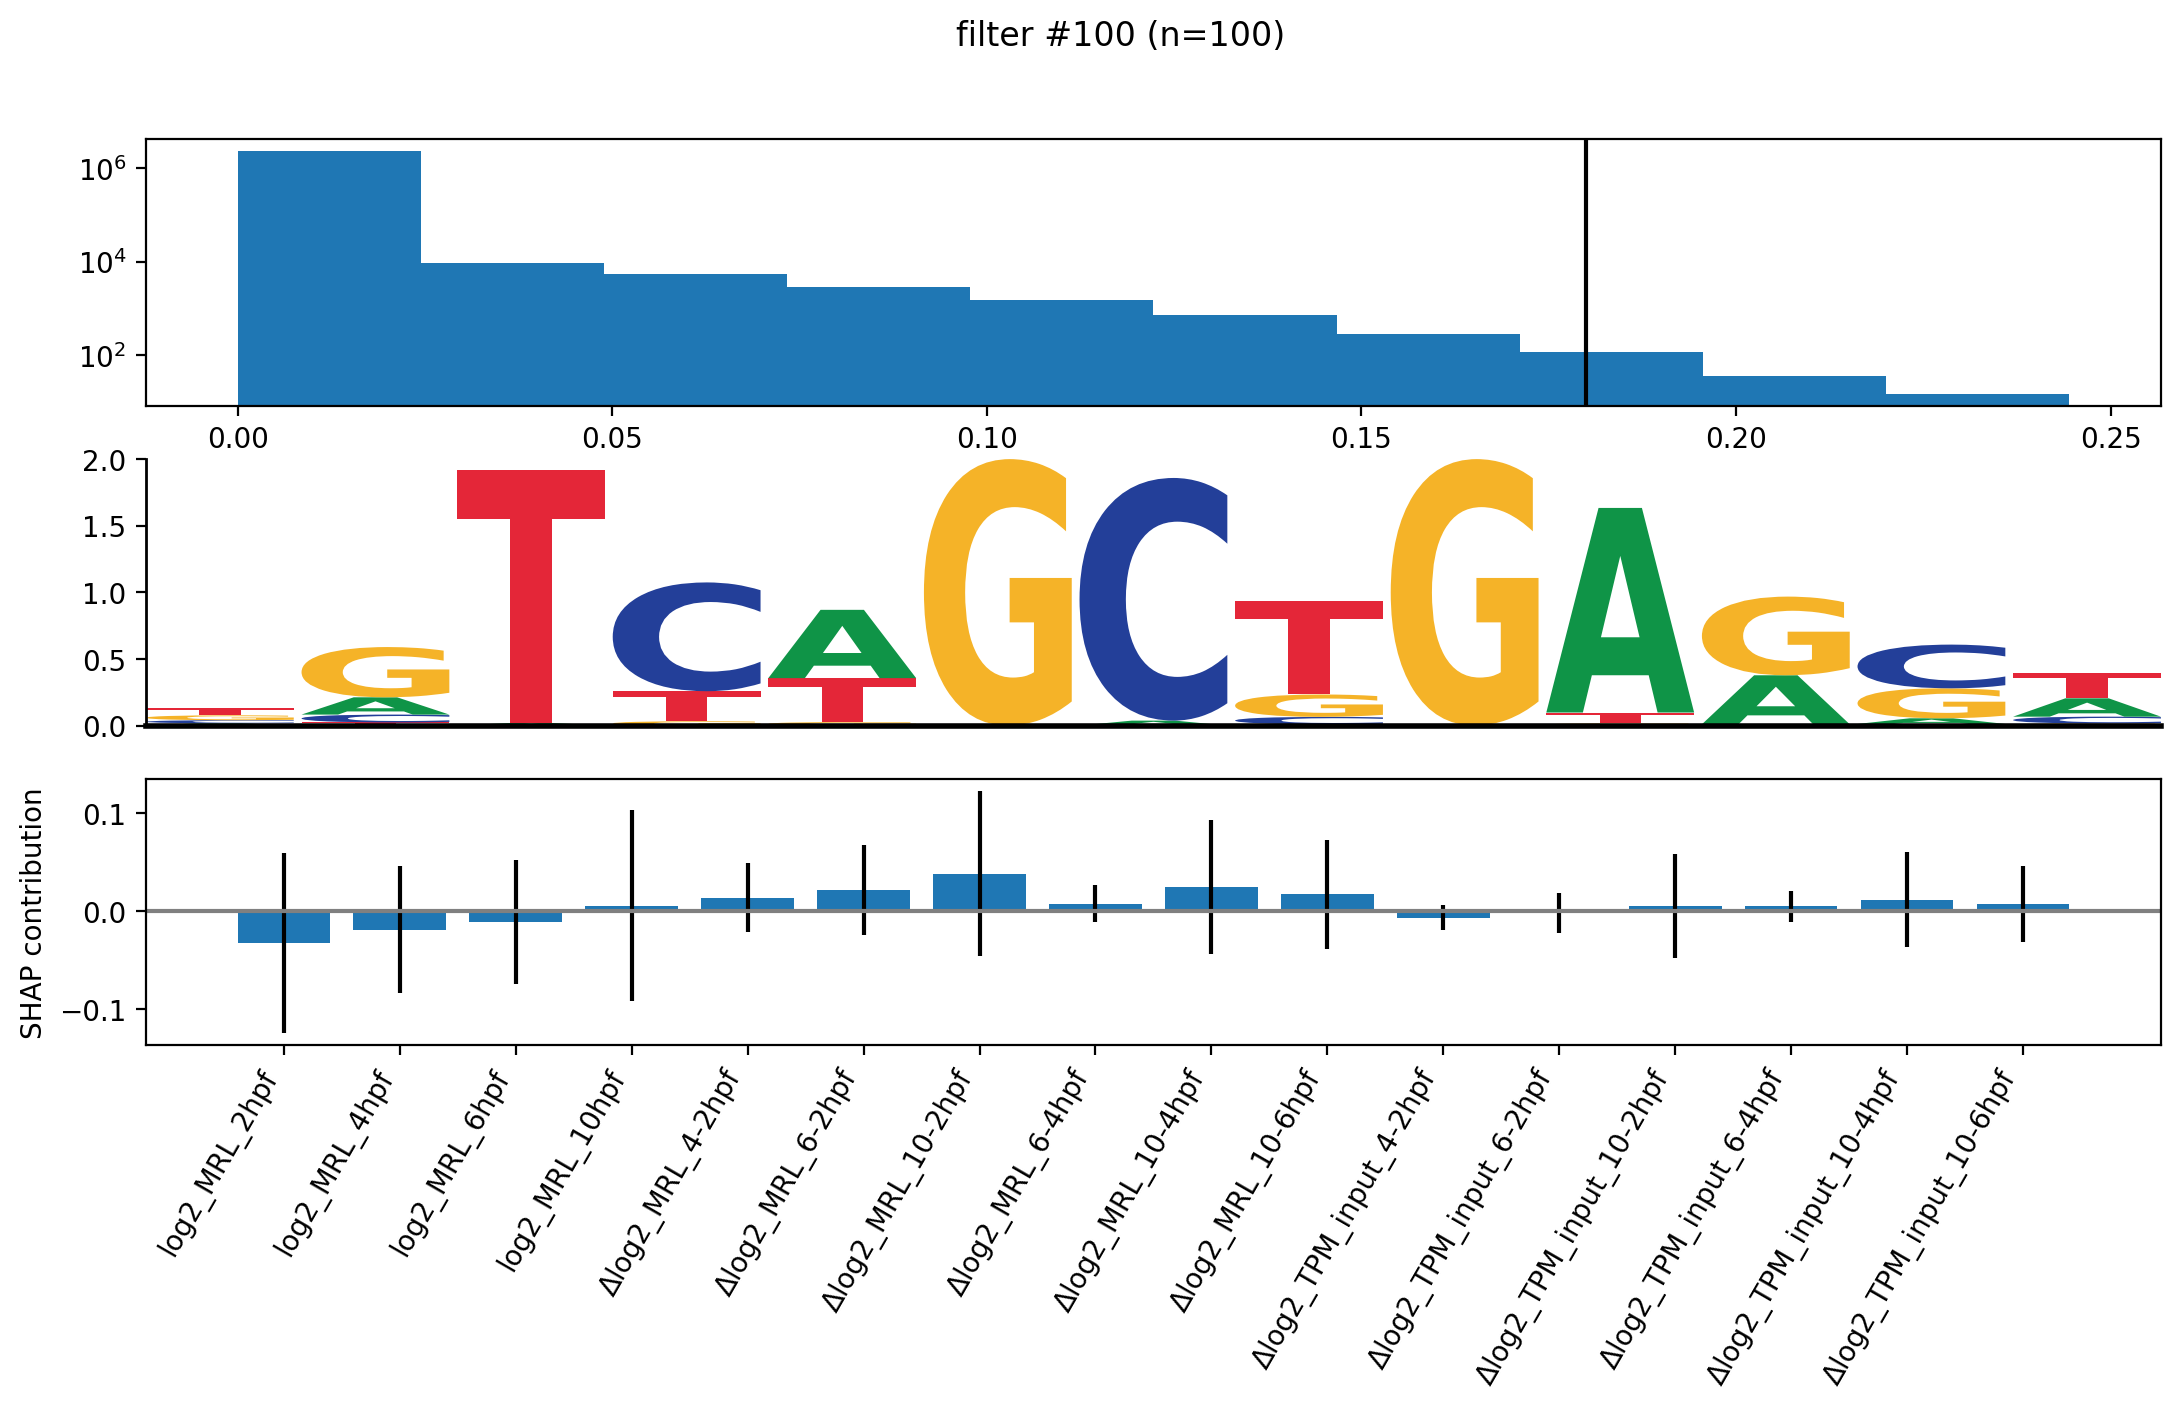 filter #100 (n=100)
10⁶
10⁴
10²
0.00 0.05 0.10 0.15 0.20 0.25
2.0
1.5
1.0
0.5
0.0
T G T C A G C T G A G C T
SHAP contribution
0.1
0.0
−0.1
log2_MRL_2hpf
log2_MRL_4hpf
log2_MRL_6hpf
log2_MRL_10hpf
Δlog2_MRL_4-2hpf
Δlog2_MRL_6-2hpf
Δlog2_MRL_10-2hpf
Δlog2_MRL_6-4hpf
Δlog2_MRL_10-4hpf
Δlog2_MRL_10-6hpf
Δlog2_TPM_input_4-2hpf
Δlog2_TPM_input_6-2hpf
Δlog2_TPM_input_10-2hpf
Δlog2_TPM_input_6-4hpf
Δlog2_TPM_input_10-4hpf
Δlog2_TPM_input_10-6hpf